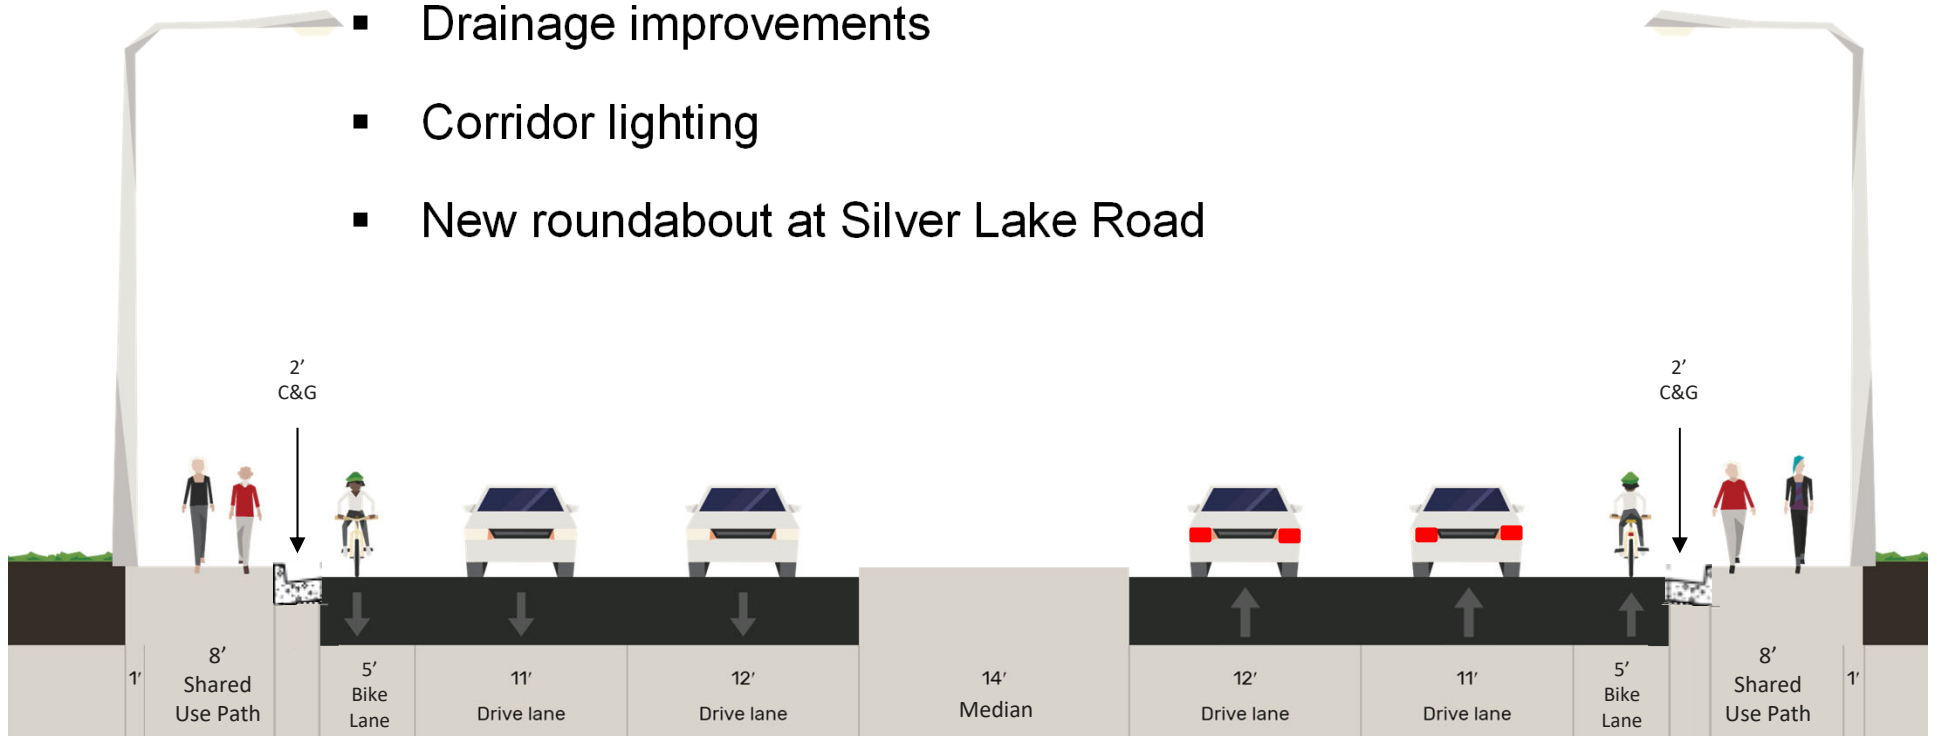 ▪ Drainage improvements
▪ Corridor lighting
▪ New roundabout at Silver Lake Road
2’
C&G
2’
C&G
1’
8’
Shared
Use Path
5’
Bike
Lane
11’
Drive lane
12’
Drive lane
14’
Median
12’
Drive lane
11’
Drive lane
5’
Bike
Lane
8’
Shared
Use Path
1’